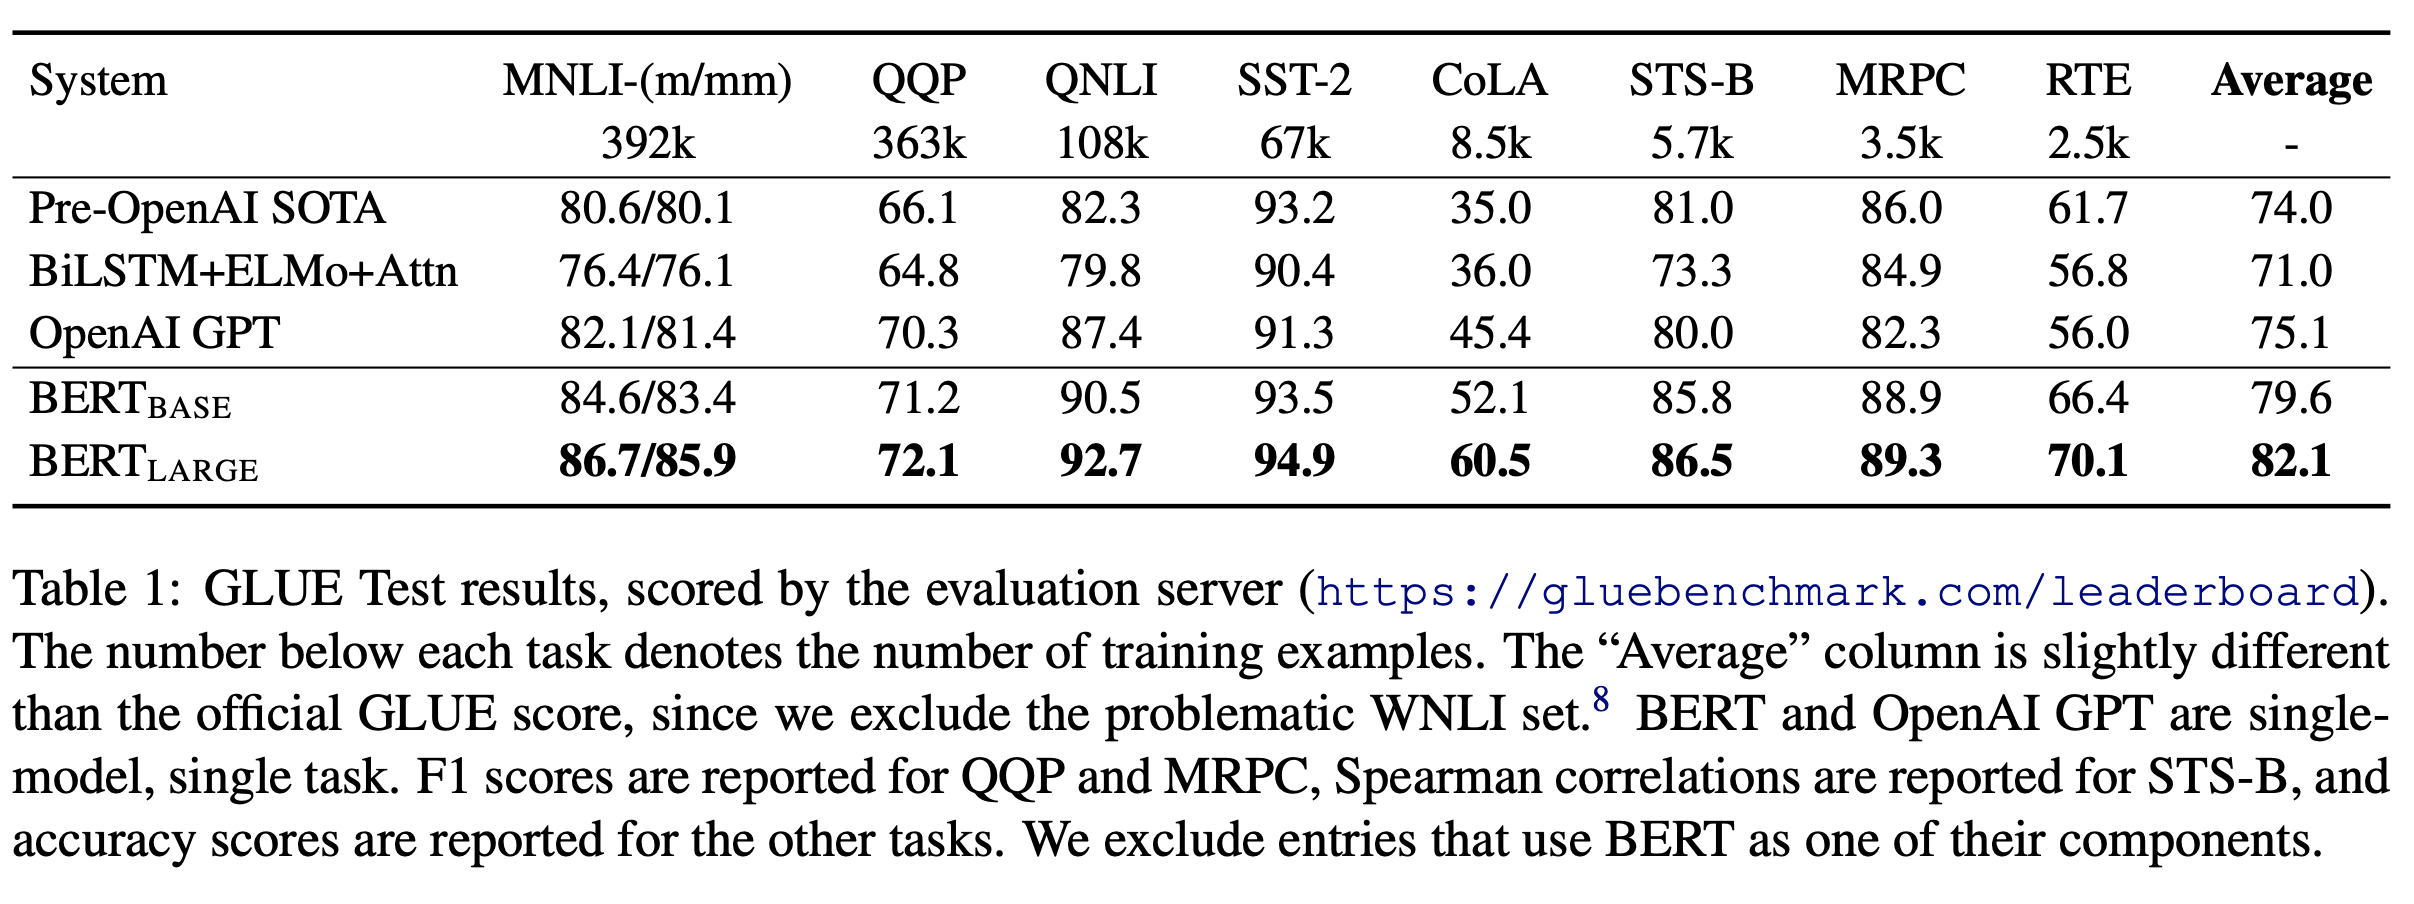 System MNLI-(m/mm) QQP QNLI SST-2 CoLA STS-B MRPC RTE Average
392k 363k 108k 67k 8.5k 5.7k 3.5k 2.5k -
Pre-OpenAI SOTA 80.6/80.1 66.1 82.3 93.2 35.0 81.0 86.0 61.7 74.0
BiLSTM+ELMo+Attn 76.4/76.1 64.8 79.8 90.4 36.0 73.3 84.9 56.8 71.0
OpenAI GPT 82.1/81.4 70.3 87.4 91.3 45.4 80.0 82.3 56.0 75.1
BERTBASE 84.6/83.4 71.2 90.5 93.5 52.1 85.8 88.9 66.4 79.6
BERTLARGE 86.7/85.9 72.1 92.7 94.9 60.5 86.5 89.3 70.1 82.1
Table 1: GLUE Test results, scored by the evaluation server (https://gluebenchmark.com/leaderboard).
The number below each task denotes the number of training examples. The “Average” column is slightly different
than the official GLUE score, since we exclude the problematic WNLI set.8 BERT and OpenAI GPT are single-
model, single task. F1 scores are reported for QQP and MRPC, Spearman correlations are reported for STS-B, and
accuracy scores are reported for the other tasks. We exclude entries that use BERT as one of their components.